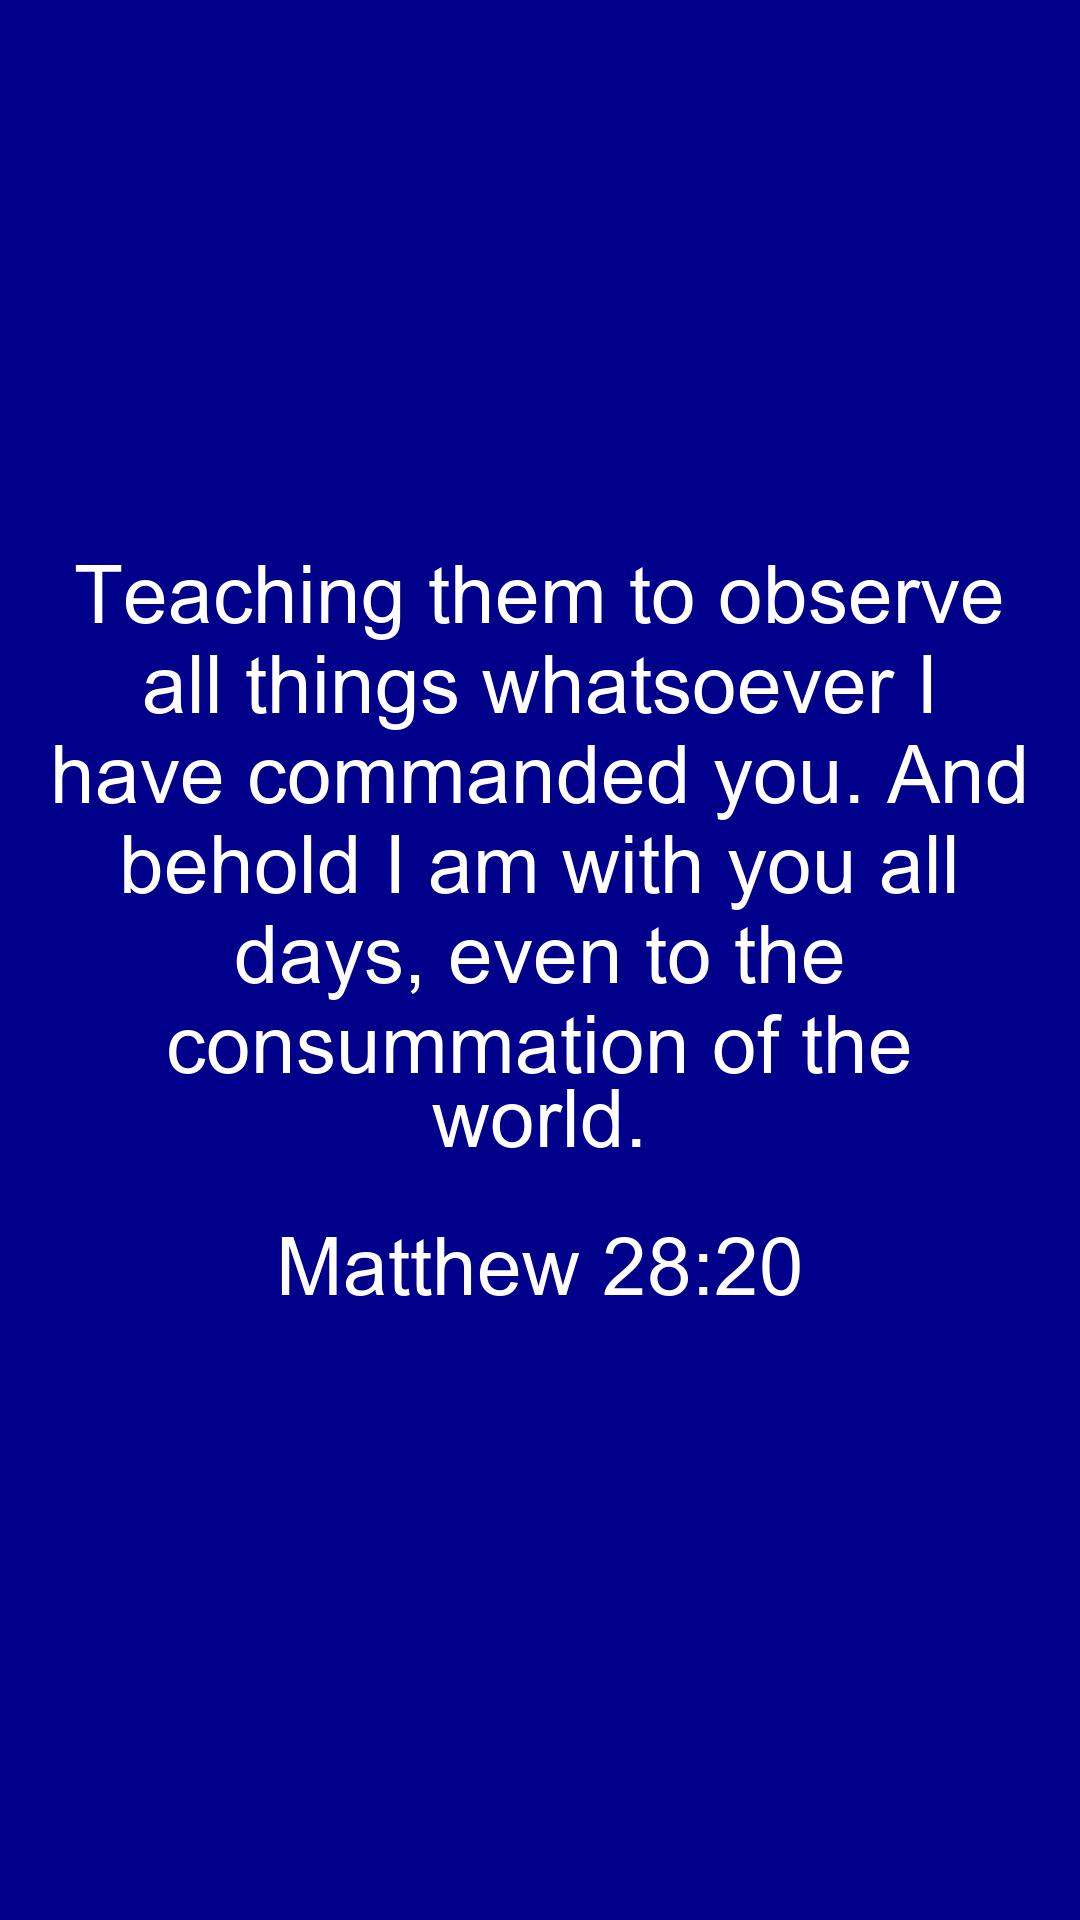 Teaching them to observe
all things whatsoever I
have commanded you. And
behold I am with you all
days, even to the
consummation of the
world.
Matthew 28:20